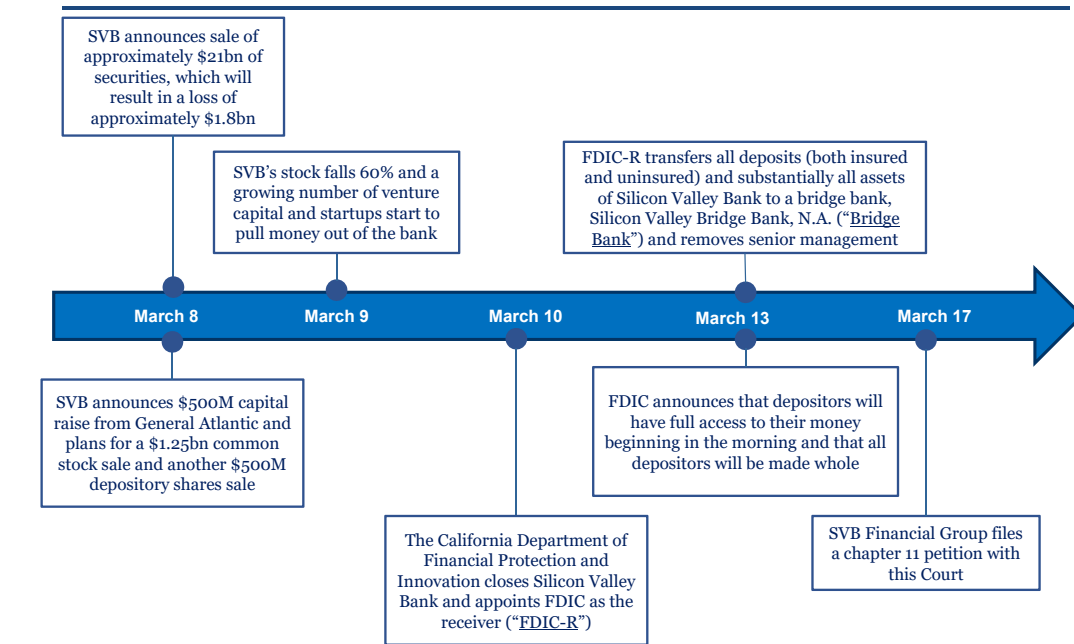 SVB announces sale of
approximately $21bn of
securities, which will
result in a loss of
approximately $1.8bn
SVB’s stock falls 60% and a
growing number of venture
capital and startups start to
pull money out of the bank
FDIC-R transfers all deposits (both insured
and uninsured) and substantially all assets
of Silicon Valley Bank to a bridge bank,
Silicon Valley Bridge Bank, N.A. (“Bridge
Bank”) and removes senior management
March 8
March 9
March 10
March 13
March 17
SVB announces $500M capital
raise from General Atlantic and
plans for a $1.25bn common
stock sale and another $500M
depository shares sale
The California Department of
Financial Protection and
Innovation closes Silicon Valley
Bank and appoints FDIC as the
receiver (“FDIC-R”)
FDIC announces that depositors will
have full access to their money
beginning in the morning and that all
depositors will be made whole
SVB Financial Group files
a chapter 11 petition with
this Court